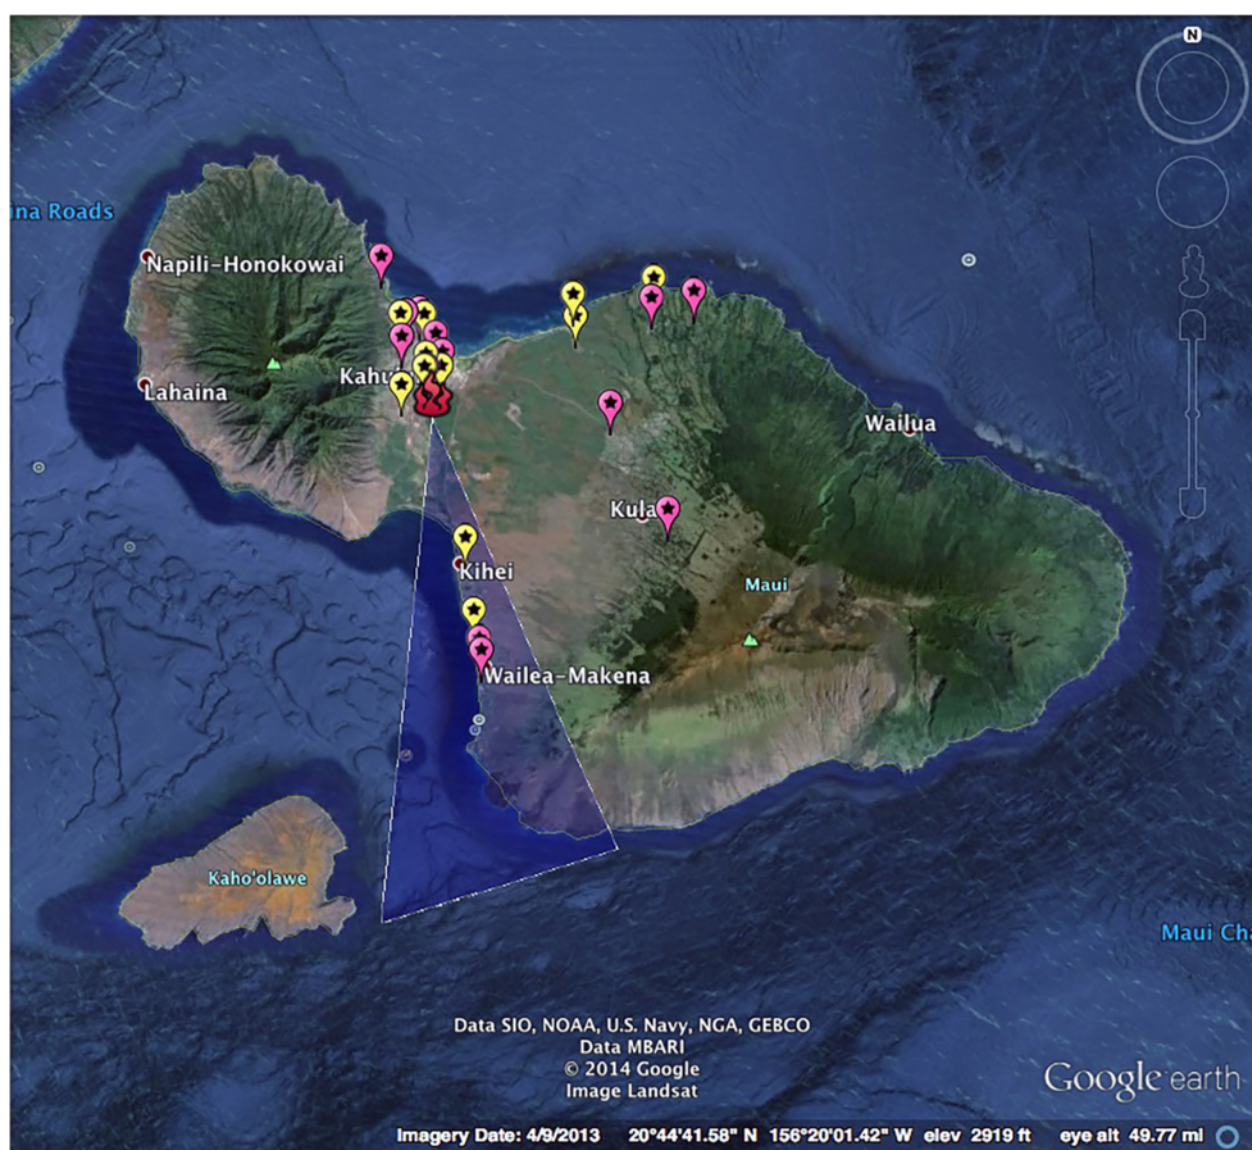 N
ina Roads
Napili-Honokowai
Lahaina
Wailua
Kula
Kihei
Maui
Wailea-Makena
Kaho'olawe
Maui Cha
Data SIO, NOAA, U.S. Navy, NGA, GEBCO
Data MBARI
© 2014 Google
Image Landsat
Google earth
Imagery Date: 4/9/2013 20°44'41.58" N 156°20'01.42" W elev 2919 ft eye alt 49.77 mi